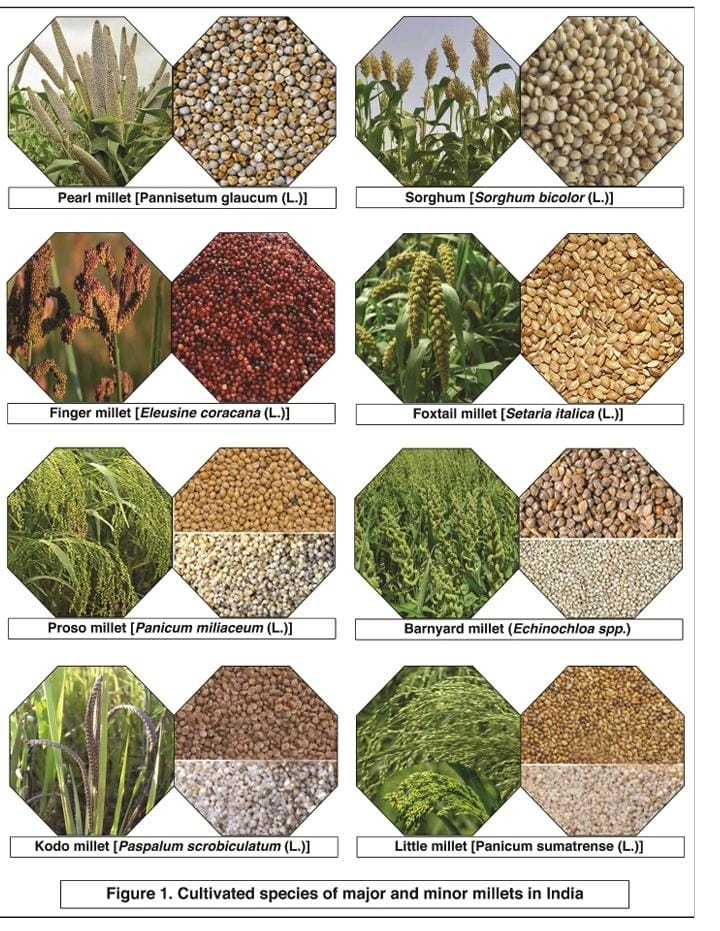 Pearl millet [Pannisetum glaucum (L.)]
Sorghum [Sorghum bicolor (L.)]
Finger millet [Eleusine coracana (L.)]
Foxtail millet [Setaria italica (L.)]
Proso millet [Panicum miliaceum (L.)]
Barnyard millet (Echinochloa spp.)
Kodo millet [Paspalum scrobiculatum (L.)]
Little millet [Panicum sumatrense (L.)]
Figure 1. Cultivated species of major and minor millets in India